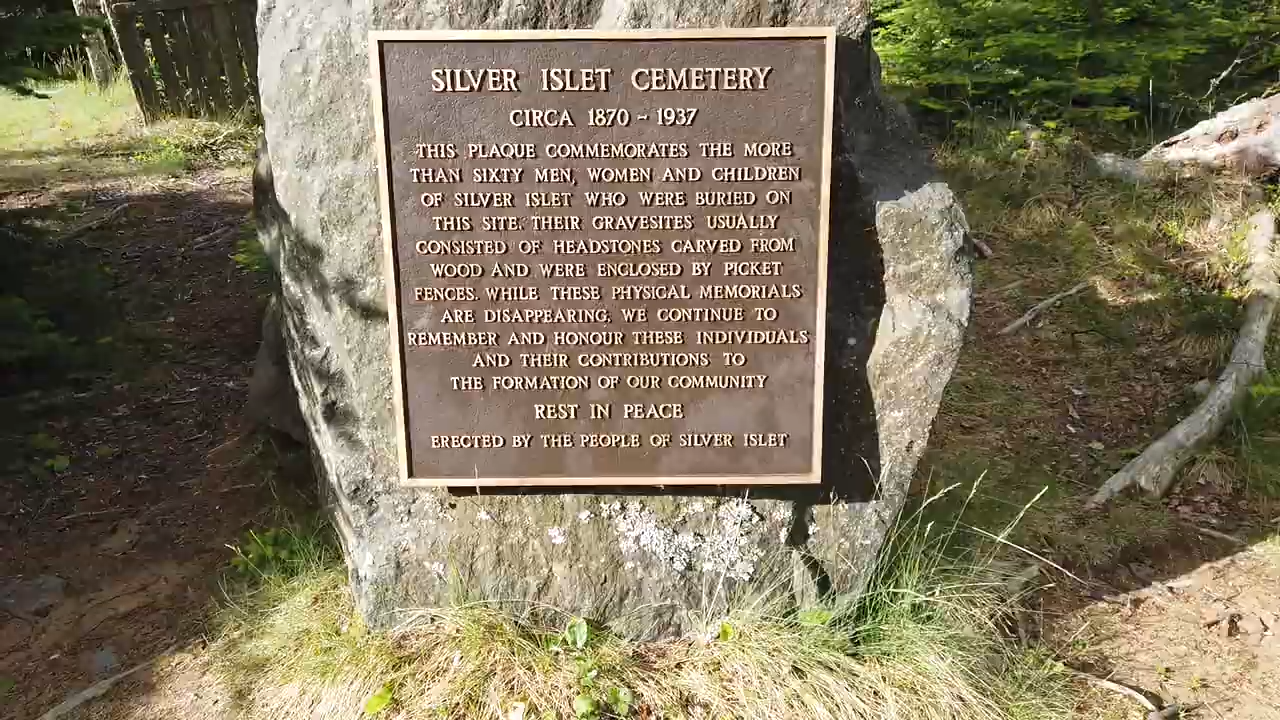 SILVER ISLET CEMETERY
CIRCA 1870 - 1937
THIS PLAQUE COMMEMORATES THE MORE
THAN SIXTY MEN, WOMEN AND CHILDREN
OF SILVER ISLET WHO WERE BURIED ON
THIS SITE. THEIR GRAVESITES USUALLY
CONSISTED OF HEADSTONES CARVED FROM
WOOD AND WERE ENCLOSED BY PICKET
FENCES. WHILE THESE PHYSICAL MEMORIALS
ARE DISAPPEARING, WE CONTINUE TO
REMEMBER AND HONOUR THESE INDIVIDUALS
AND THEIR CONTRIBUTIONS TO
THE FORMATION OF OUR COMMUNITY
REST IN PEACE
ERECTED BY THE PEOPLE OF SILVER ISLET